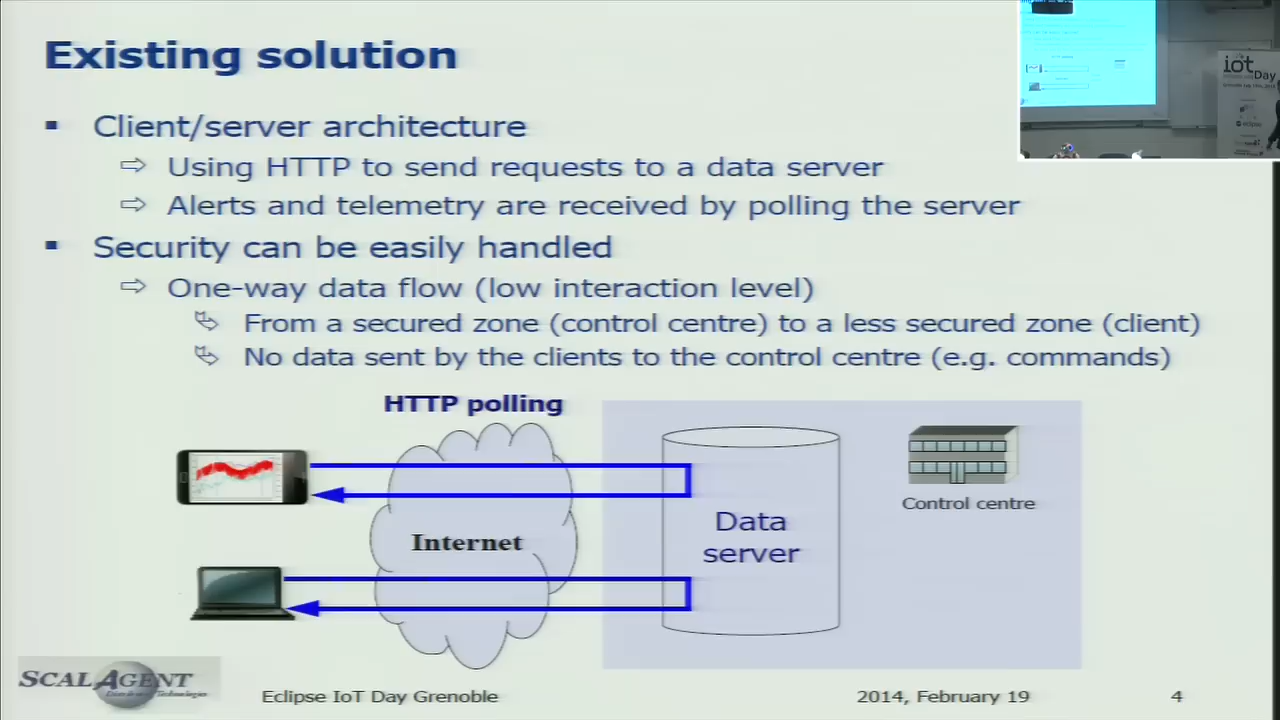 Existing solution
Client/server architecture
Using HTTP to send requests to a data server
Alerts and telemetry are received by polling the server
Security can be easily handled
One-way data flow (low interaction level)
From a secured zone (control centre) to a less secured zone (client)
No data sent by the clients to the control centre (e.g. commands)
HTTP polling
Internet
Data
server
Control centre
iot
Day
eclipse
SCALAGENT
Technologies
Eclipse IoT Day Grenoble
2014, February 19
4